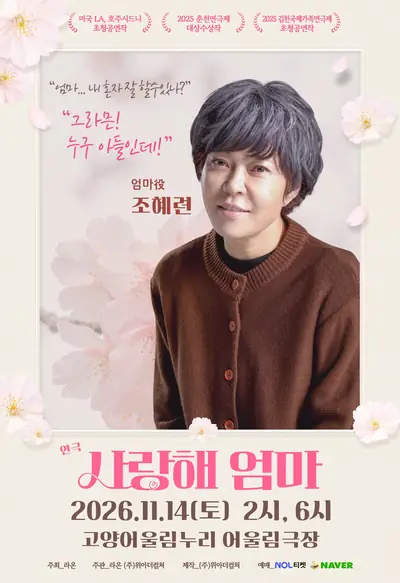 미국 LA, 호주시드니
초청공연작
2025 춘천연극제
대상수상작
2025 김천국제가족연극제
초청공연작
“엄마... 내 혼자 잘 할 수 있나?”
“그라믄!
누구 아들인데!”
엄마役
조혜련
연극
사랑해 엄마
2026.11.14(토) 2시, 6시
고양어울림누리 어울림극장
주최_라온 주관_라온 (주)위아더컬쳐 제작_(주)위아더컬쳐 예매_NOL티켓 NAVER